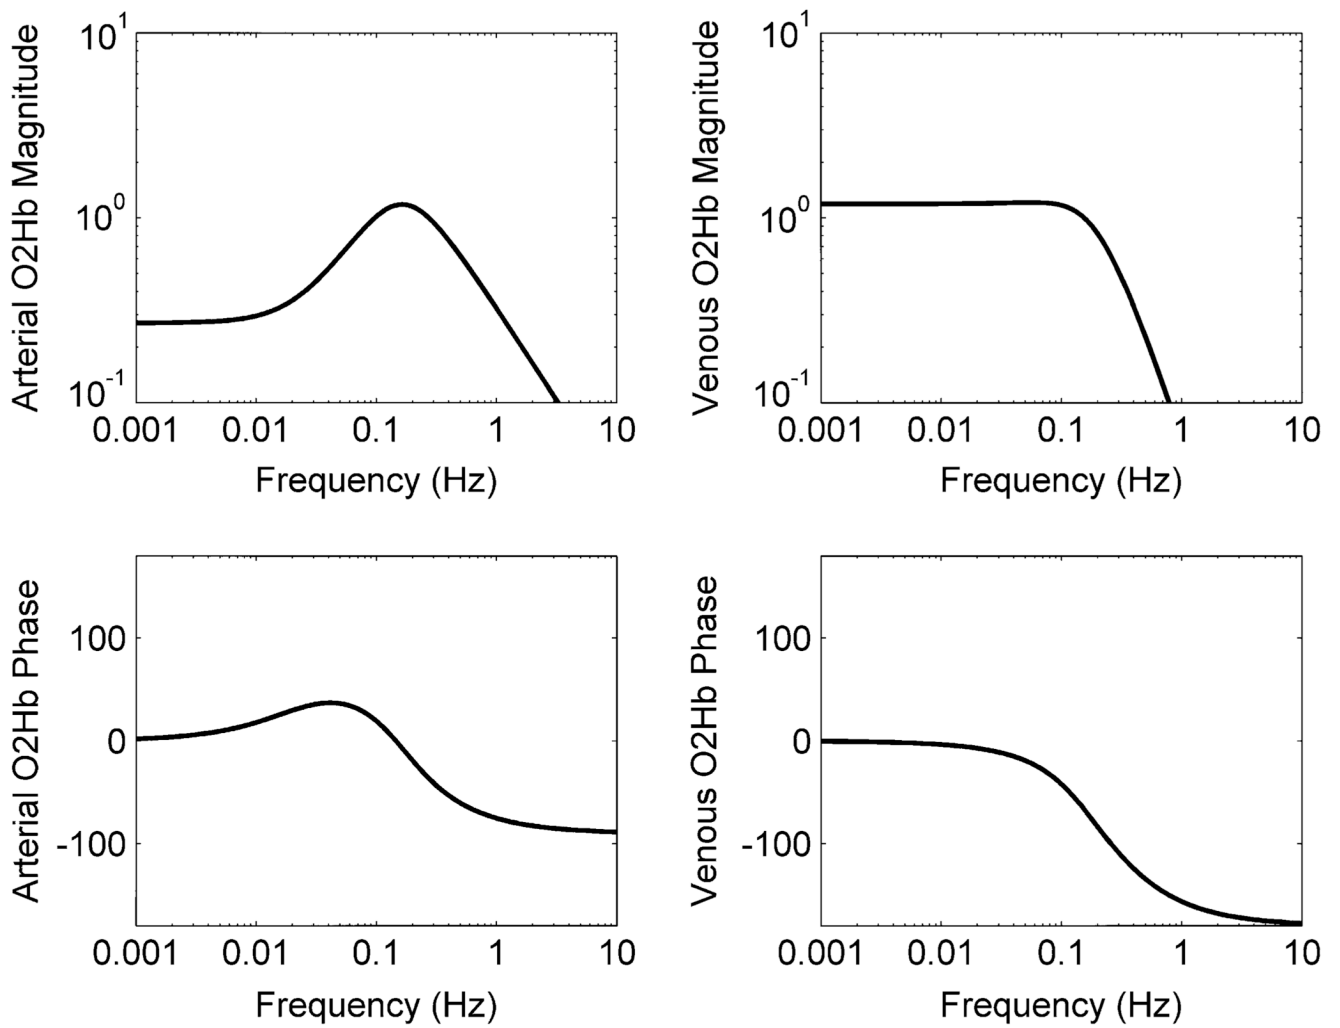 Arterial O2Hb Magnitude
10^1
10^0
10^-1
0.001 0.01 0.1 1 10
Frequency (Hz)
Venous O2Hb Magnitude
10^1
10^0
10^-1
0.001 0.01 0.1 1 10
Frequency (Hz)
Arterial O2Hb Phase
100
0
-100
0.001 0.01 0.1 1 10
Frequency (Hz)
Venous O2Hb Phase
100
0
-100
0.001 0.01 0.1 1 10
Frequency (Hz)